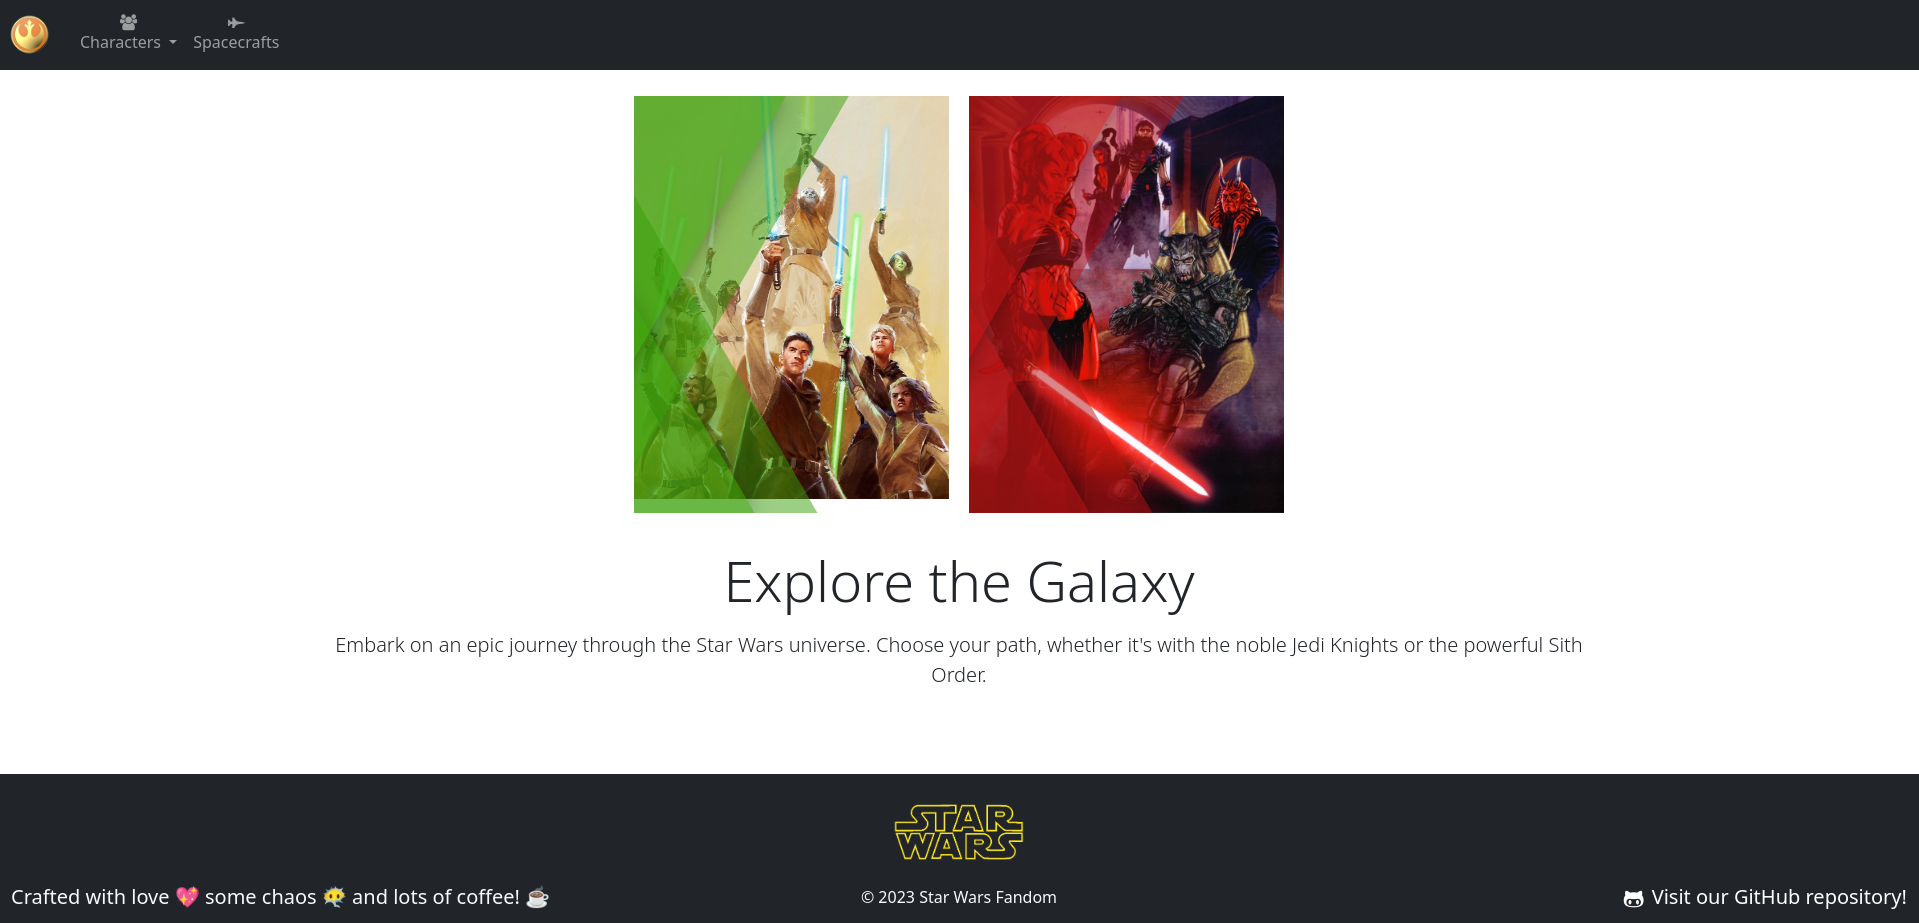 Characters
Spacecrafts
Explore the Galaxy
Embark on an epic journey through the Star Wars universe. Choose your path, whether it's with the noble Jedi Knights or the powerful Sith
Order.
STAR
WARS
Crafted with love 💖 some chaos 🤯 and lots of coffee! ☕
© 2023 Star Wars Fandom
Visit our GitHub repository!